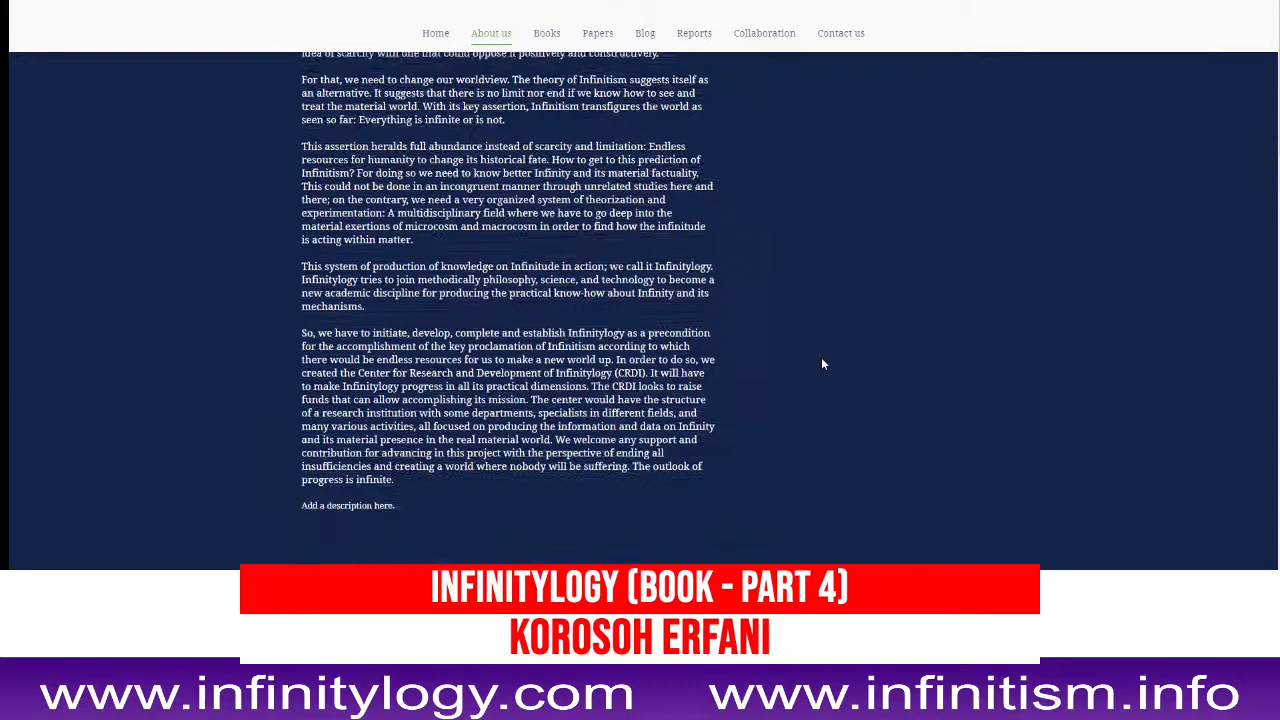 Home About us Books Papers Blog Reports Collaboration Contact us
idea of scarcity with one that could oppose it positively and constructively.
For that, we need to change our worldview. The theory of Infinitism suggests itself as
an alternative. It suggests that there is no limit nor end if we know how to see and
treat the material world. With its key assertion, Infinitism transfigures the world as
seen so far: Everything is infinite or is not.
This assertion heralds full abundance instead of scarcity and limitation: Endless
resources for humanity to change its historical fate. How to get to this prediction of
Infinitism? For doing so we need to know better Infinity and its material factuality.
This could not be done in an incongruent manner through unrelated studies here and
there; on the contrary, we need a very organized system of theorization and
experimentation: A multidisciplinary field where we have to go deep into the
material exertions of microcosm and macrocosm in order to find how the infinitude
is acting within matter.
This system of production of knowledge on Infinitude in action; we call it Infinitylogy.
Infinitylogy tries to join methodically philosophy, science, and technology to become a
new academic discipline for producing the practical know-how about Infinity and its
mechanisms.
So, we have to initiate, develop, complete and establish Infinitylogy as a precondition
for the accomplishment of the key proclamation of Infinitism according to which
there would be endless resources for us to make a new world up. In order to do so, we
created the Center for Research and Development of Infinitylogy (CRDI). It will have
to make Infinitylogy progress in all its practical dimensions. The CRDI looks to raise
funds that can allow accomplishing its mission. The center would have the structure
of a research institution with some departments, specialists in different fields, and
many various activities, all focused on producing the information and data on Infinity
and its material presence in the real material world. We welcome any support and
contribution for advancing in this project with the perspective of ending all
insufficiencies and creating a world where nobody will be suffering. The outlook of
progress is infinite.
Add a description here.
INFINITYLOGY (BOOK - PART 4)
KOROSOH ERFANI
www.infinitylogy.com www.infinitism.info